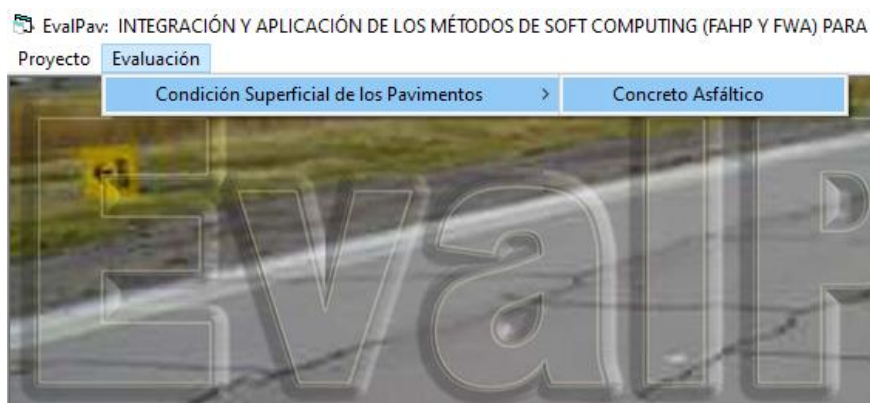 EvalPav: INTEGRACIÓN Y APLICACIÓN DE LOS MÉTODOS DE SOFT COMPUTING (FAHP Y FWA) PARA
Proyecto Evaluación
Condición Superficial de los Pavimentos > Concreto Asfáltico
EvalP